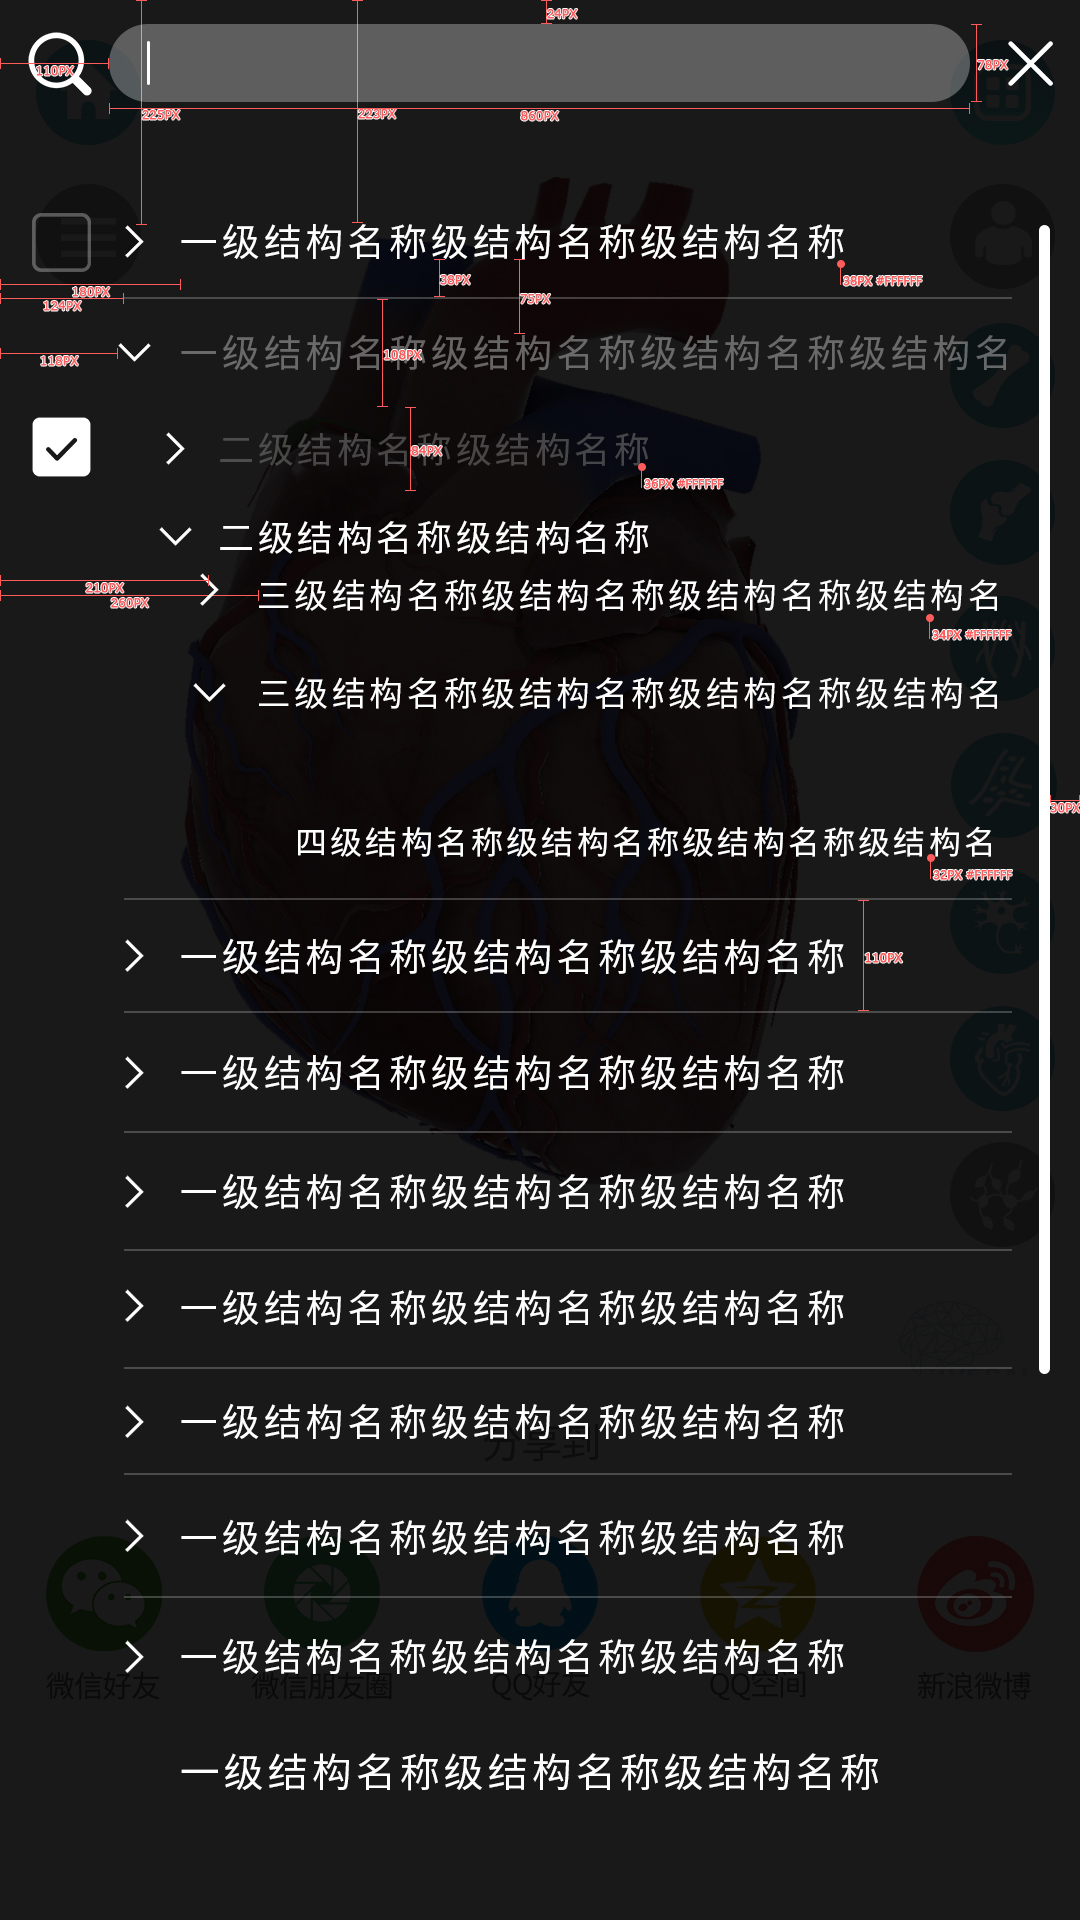 24PX
110PX
78PX
225PX
223PX
860PX
一级结构名称级结构名称级结构名称
38PX
38PX #FFFFFF
180PX
75PX
124PX
一级结构名称级结构名称级结构名称级结构名
108PX
118PX
二级结构名称级结构名称
84PX
36PX #FFFFFF
二级结构名称级结构名称
210PX
260PX
三级结构名称级结构名称级结构名称级结构名
34PX #FFFFFF
三级结构名称级结构名称级结构名称级结构名
30PX
四级结构名称级结构名称级结构名称级结构名
32PX #FFFFFF
一级结构名称级结构名称级结构名称
110PX
一级结构名称级结构名称级结构名称
一级结构名称级结构名称级结构名称
一级结构名称级结构名称级结构名称
一级结构名称级结构名称级结构名称
分享到
一级结构名称级结构名称级结构名称
一级结构名称级结构名称级结构名称
微信好友
微信朋友圈
QQ好友
QQ空间
新浪微博
一级结构名称级结构名称级结构名称